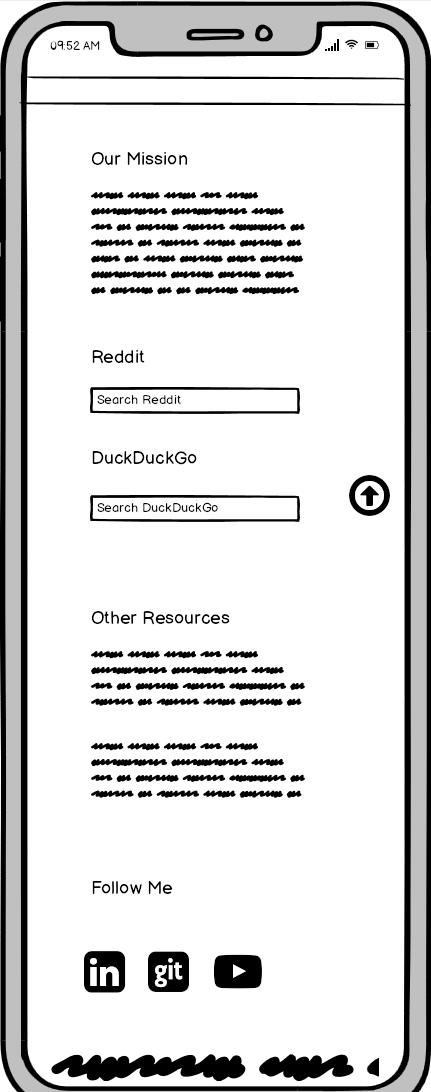 09:52 AM
Our Mission
Reddit
Search Reddit
DuckDuckGo
Search DuckDuckGo
Other Resources
Follow Me
in git